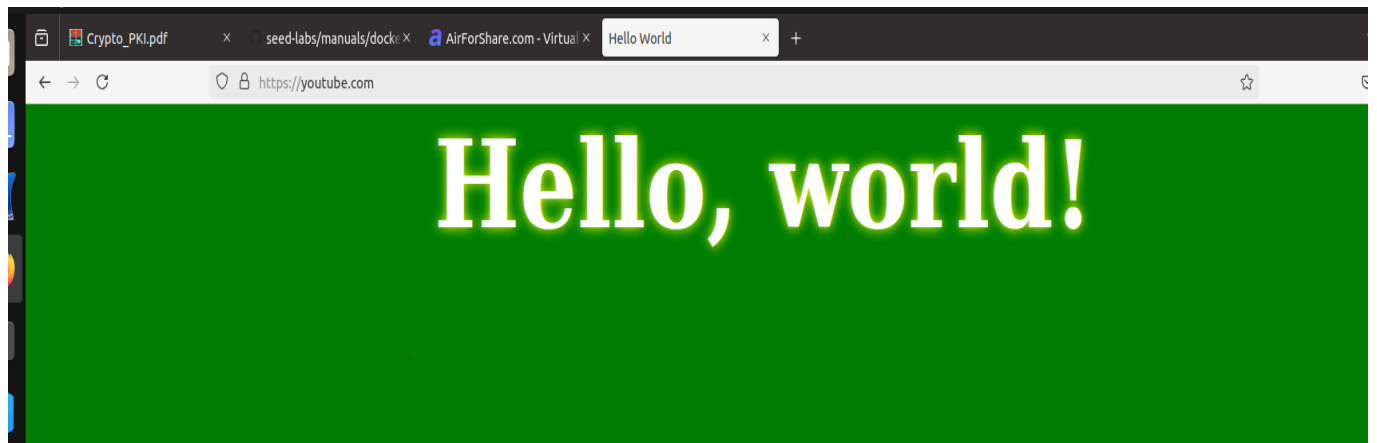 Crypto_PKI.pdf
seed-labs/manuals/docke
AirForShare.com - Virtual
Hello World
https://youtube.com
Hello, world!